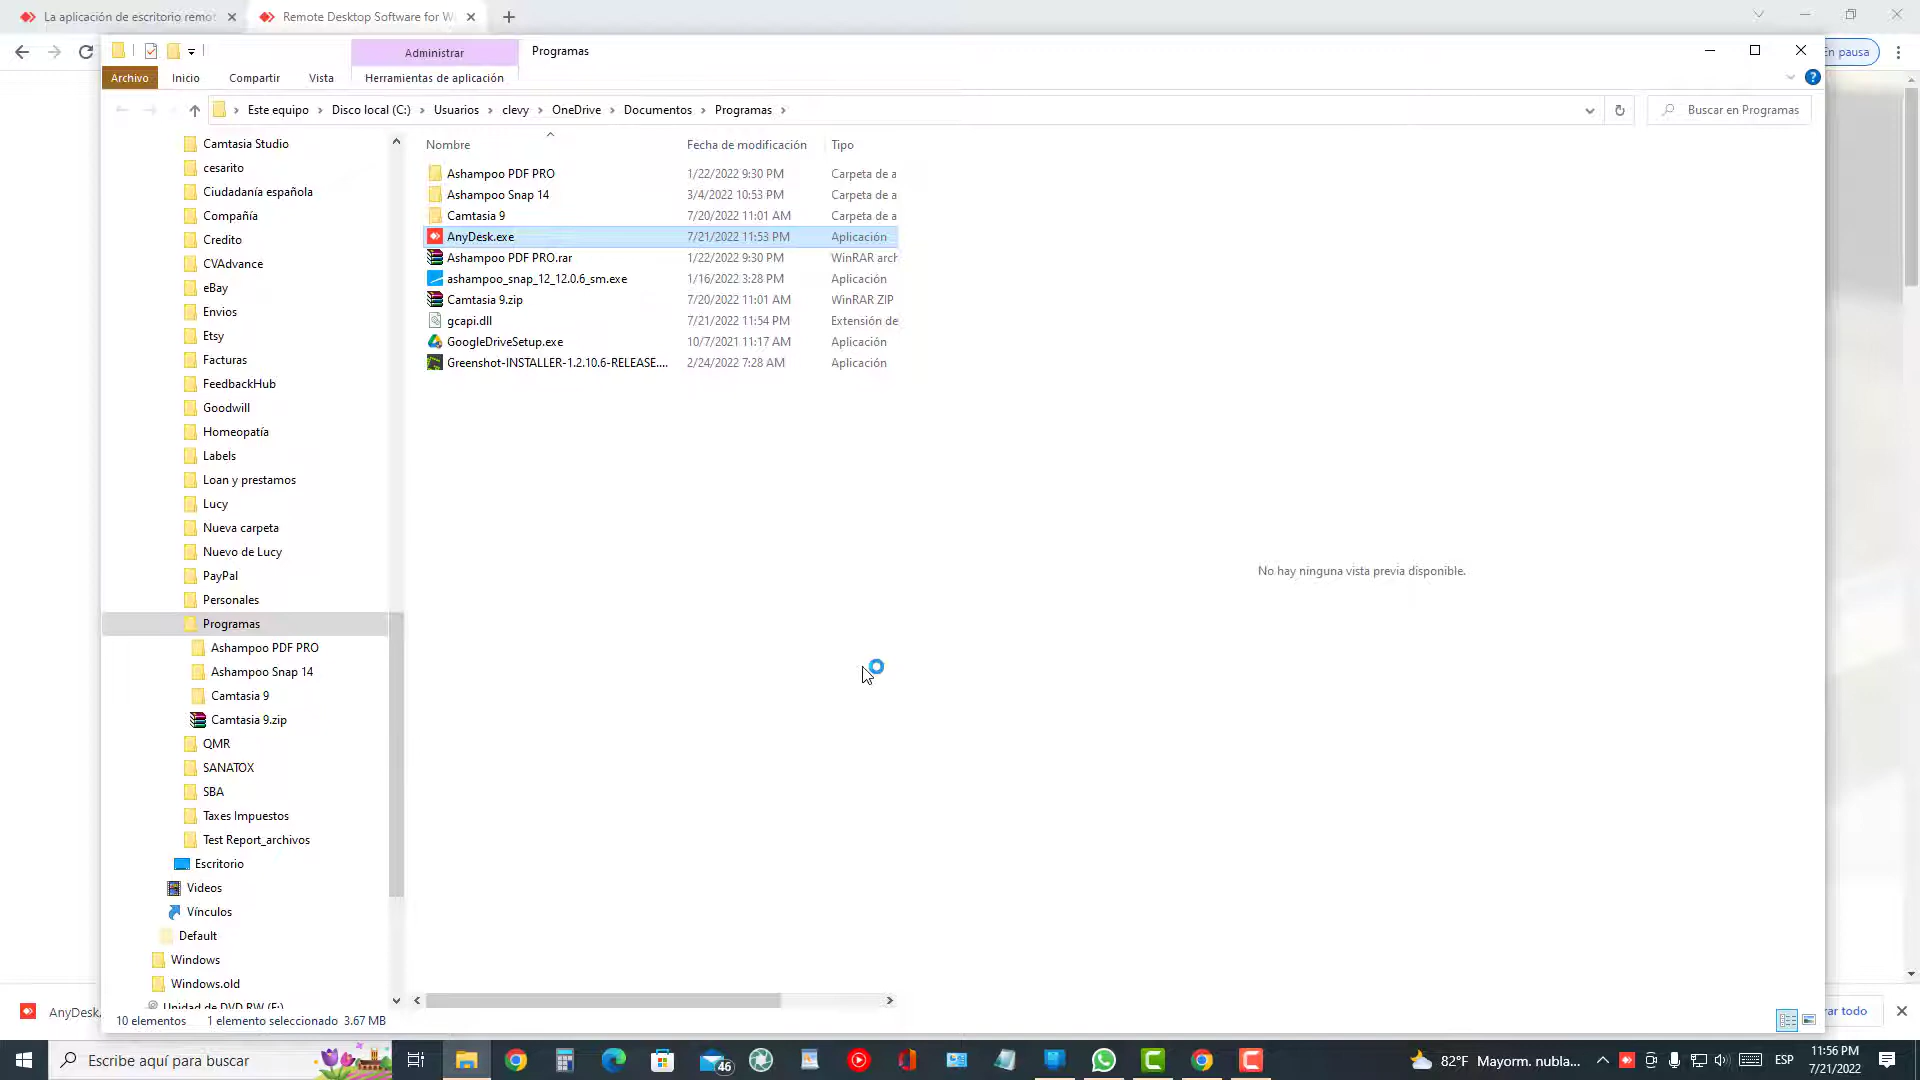 La aplicación de escritorio remot
Remote Desktop Software for W
En pausa
Administrar
Programas
Archivo
Inicio
Compartir
Vista
Herramientas de aplicación
Este equipo
Disco local (C:)
Usuarios
clevy
OneDrive
Documentos
Programas
Buscar en Programas
Camtasia Studio
cesarito
Ciudadanía española
Compañía
Credito
CVAdvance
eBay
Envios
Etsy
Facturas
FeedbackHub
Goodwill
Homeopatía
Labels
Loan y prestamos
Lucy
Nueva carpeta
Nuevo de Lucy
PayPal
Personales
Programas
Ashampoo PDF PRO
Ashampoo Snap 14
Camtasia 9
Camtasia 9.zip
QMR
SANATOX
SBA
Taxes Impuestos
Test Report_archivos
Escritorio
Videos
Vínculos
Default
Windows
Windows.old
Unidad de DVD RW (F:)
Nombre Fecha de modificación Tipo
Ashampoo PDF PRO 1/22/2022 9:30 PM Carpeta de a
Ashampoo Snap 14 3/4/2022 10:53 PM Carpeta de a
Camtasia 9 7/20/2022 11:01 AM Carpeta de a
AnyDesk.exe 7/21/2022 11:53 PM Aplicación
Ashampoo PDF PRO.rar 1/22/2022 9:30 PM WinRAR arch
ashampoo_snap_12_12.0.6_sm.exe 1/16/2022 3:28 PM Aplicación
Camtasia 9.zip 7/20/2022 11:01 AM WinRAR ZIP
gcapi.dll 7/21/2022 11:54 PM Extensión de
GoogleDriveSetup.exe 10/7/2021 11:17 AM Aplicación
Greenshot-INSTALLER-1.2.10.6-RELEASE.... 2/24/2022 7:28 AM Aplicación
No hay ninguna vista previa disponible.
10 elementos 1 elemento seleccionado 3.67 MB
AnyDesk.
rar todo
Escribe aquí para buscar
46
82°F Mayorm. nubla...
ESP
11:56 PM
7/21/2022